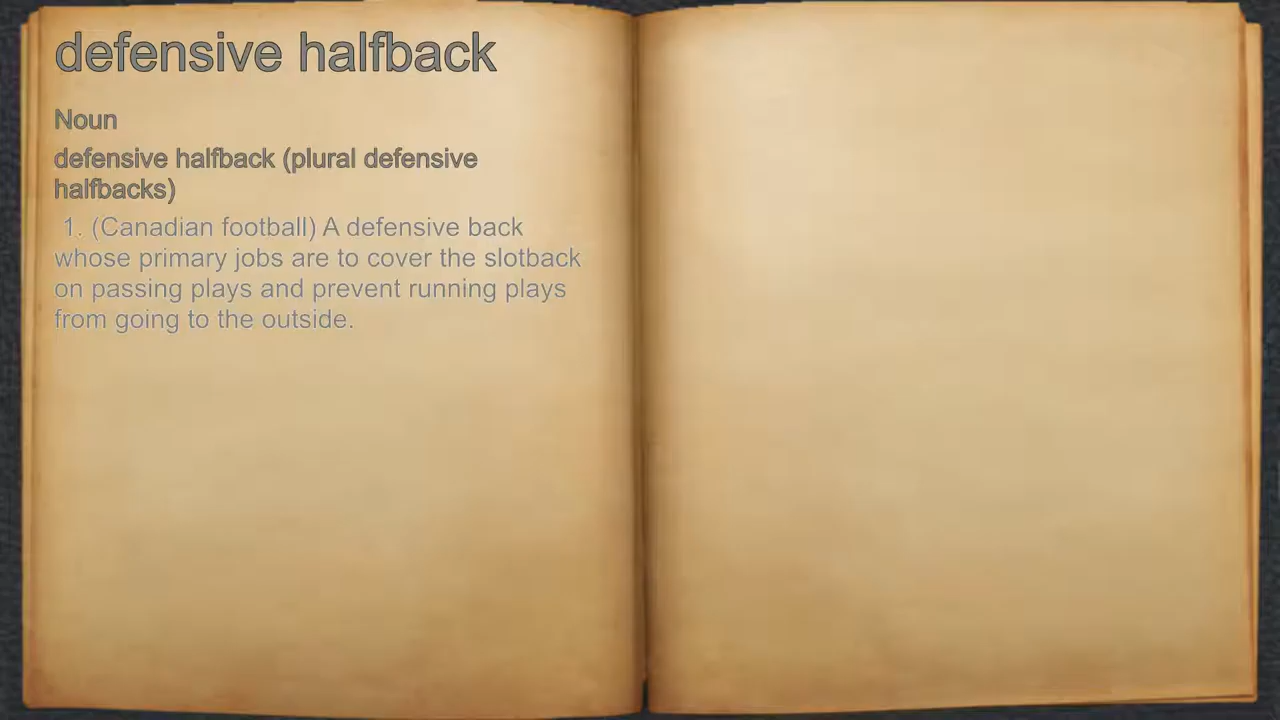 defensive halfback
Noun
defensive halfback (plural defensive
halfbacks)
1. (Canadian football) A defensive back
whose primary jobs are to cover the slotback
on passing plays and prevent running plays
from going to the outside.